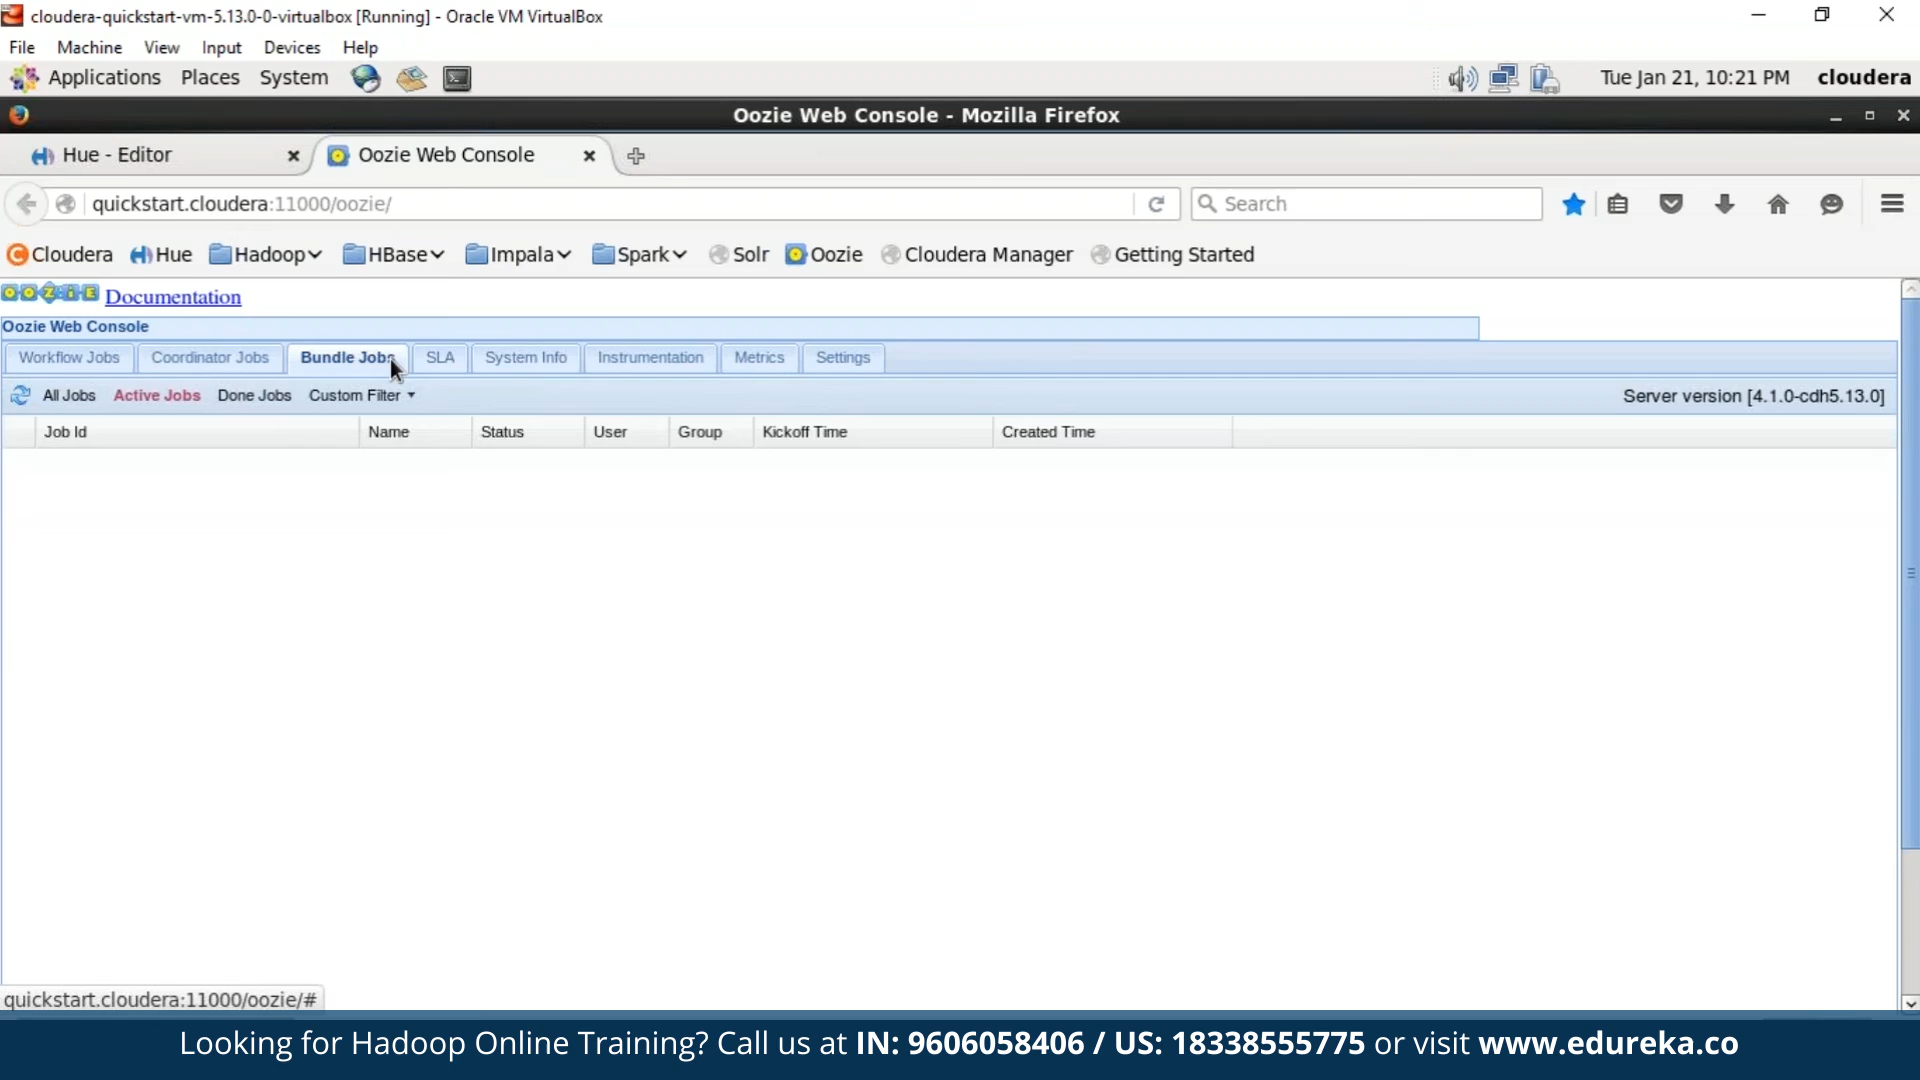 cloudera-quickstart-vm-5.13.0-0-virtualbox [Running] - Oracle VM VirtualBox
File Machine View Input Devices Help
Applications Places System Tue Jan 21, 10:21 PM cloudera
Oozie Web Console - Mozilla Firefox
Hue - Editor Oozie Web Console
quickstart.cloudera:11000/oozie/ Search
Cloudera Hue Hadoop HBase Impala Spark Solr Oozie Cloudera Manager Getting Started
OOZIE Documentation
Oozie Web Console
Workflow Jobs Coordinator Jobs Bundle Jobs SLA System Info Instrumentation Metrics Settings
All Jobs Active Jobs Done Jobs Custom Filter Server version [4.1.0-cdh5.13.0]
Job Id Name Status User Group Kickoff Time Created Time
quickstart.cloudera:11000/oozie/#
Looking for Hadoop Online Training? Call us at IN: 9606058406 / US: 18338555775 or visit www.edureka.co